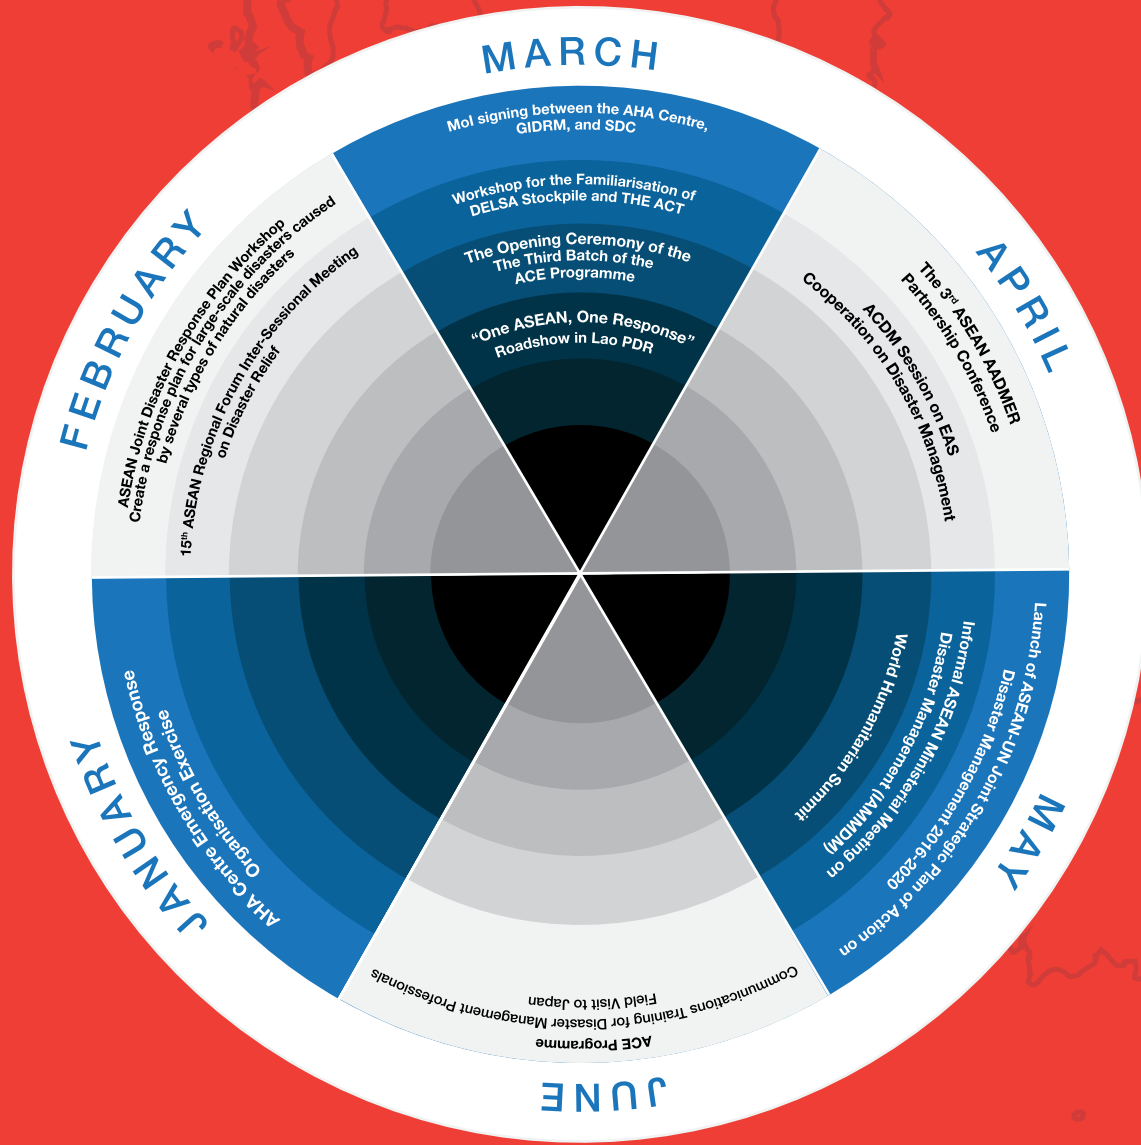 JANUARY
AHA Centre Emergency Response
Organisation Exercise
FEBRUARY
ASEAN Joint Disaster Response Plan Workshop
Create a response plan for large-scale disasters caused
by several types of natural disasters
15th ASEAN Regional Forum Inter-Sessional Meeting
on Disaster Relief
MARCH
MoI signing between the AHA Centre,
GIDRM, and SDC
Workshop for the Familiarisation of
DELSA Stockpile and THE ACT
The Opening Ceremony of the
The Third Batch of the
ACE Programme
“One ASEAN, One Response”
Roadshow in Lao PDR
APRIL
The 3rd ASEAN AADMER
Partnership Conference
ACDM Session on EAS
Cooperation on Disaster Management
MAY
Launch of ASEAN-UN Joint Strategic Plan of Action on
Disaster Management 2016-2020
Informal ASEAN Ministerial Meeting on
Disaster Management (IAMMDM)
World Humanitarian Summit
JUNE
ACE Programme
Communications Training for Disaster Management Professionals
Field Visit to Japan